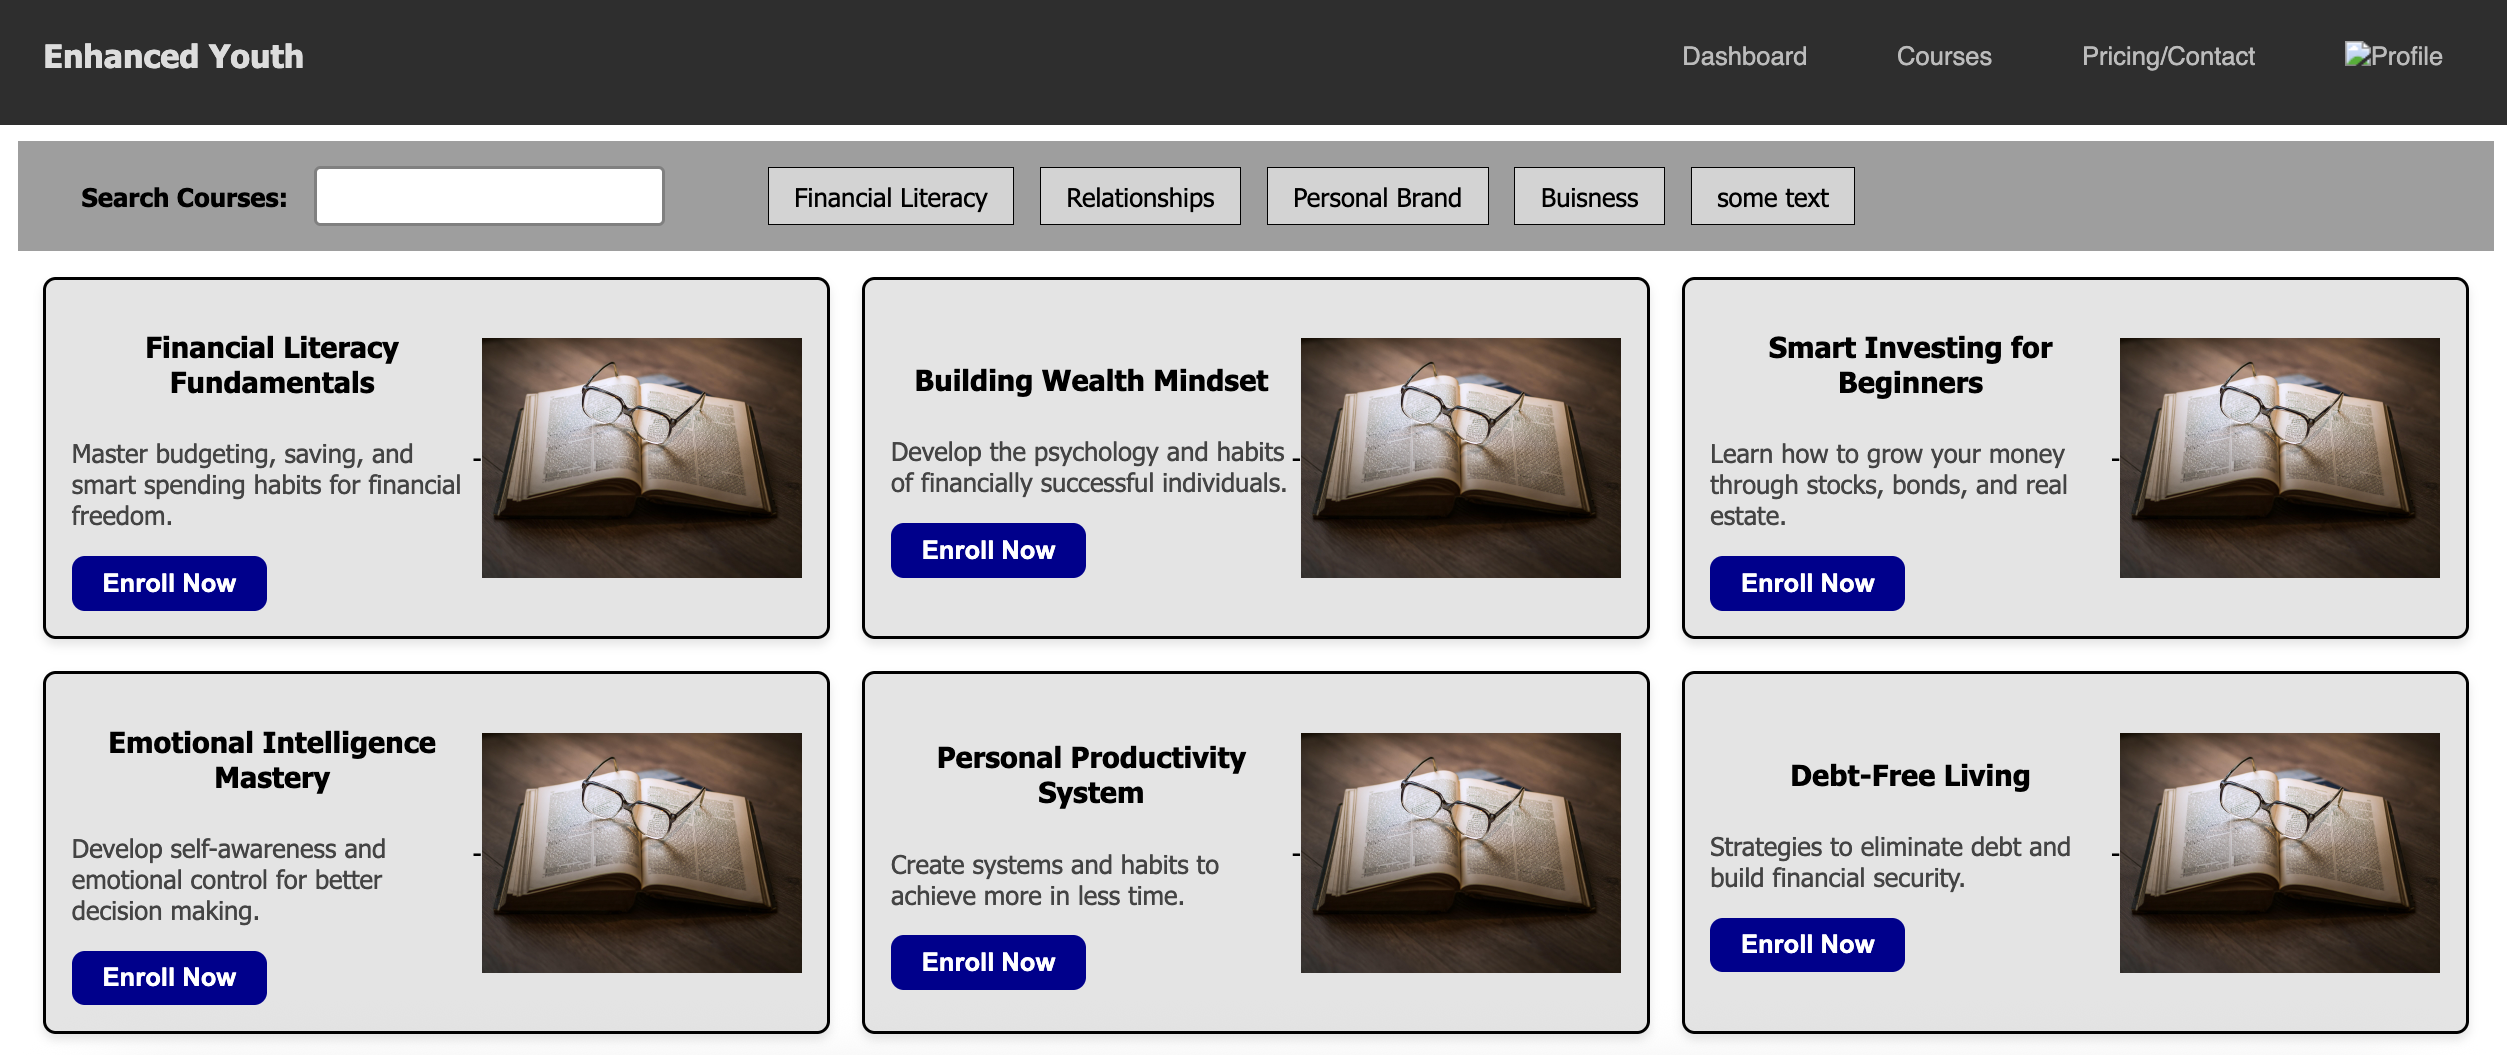 Enhanced Youth
Dashboard
Courses
Pricing/Contact
Profile
Search Courses:
Financial Literacy
Relationships
Personal Brand
Buisness
some text
Financial Literacy
Fundamentals
Master budgeting, saving, and
smart spending habits for financial
freedom.
Enroll Now
-
Building Wealth Mindset
Develop the psychology and habits
of financially successful individuals.
Enroll Now
-
Smart Investing for
Beginners
Learn how to grow your money
through stocks, bonds, and real
estate.
Enroll Now
-
Emotional Intelligence
Mastery
Develop self-awareness and
emotional control for better
decision making.
Enroll Now
-
Personal Productivity
System
Create systems and habits to
achieve more in less time.
Enroll Now
-
Debt-Free Living
Strategies to eliminate debt and
build financial security.
Enroll Now
-